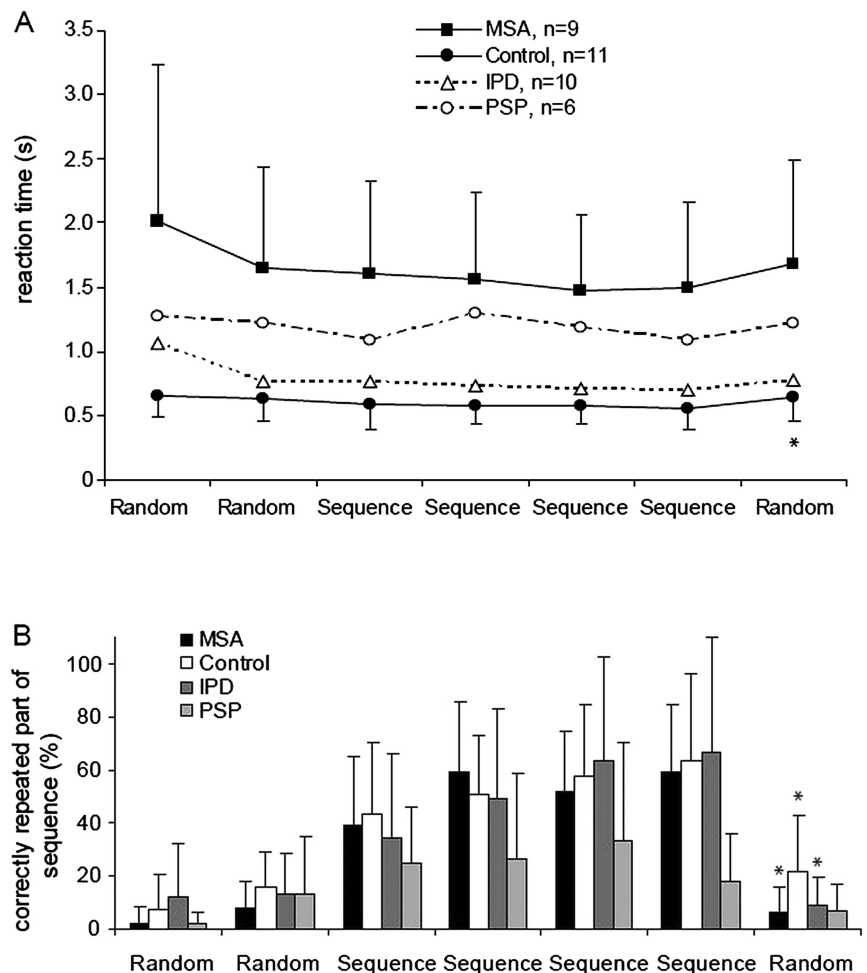 A
MSA, n=9
Control, n=11
IPD, n=10
PSP, n=6
reaction time (s)
3.5
3.0
2.5
2.0
1.5
1.0
0.5
0
*
Random Random Sequence Sequence Sequence Sequence Random
B
MSA
Control
IPD
PSP
correctly repeated part of
sequence (%)
100
80
60
40
20
0
* * *
Random Random Sequence Sequence Sequence Sequence Random